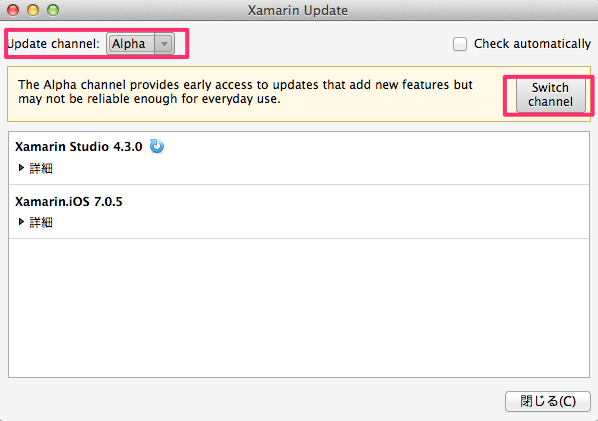 Xamarin Update
Update channel: Alpha
Check automatically
The Alpha channel provides early access to updates that add new features but
may not be reliable enough for everyday use.
Switch
channel
Xamarin Studio 4.3.0
詳細
Xamarin.iOS 7.0.5
詳細
閉じる(C)